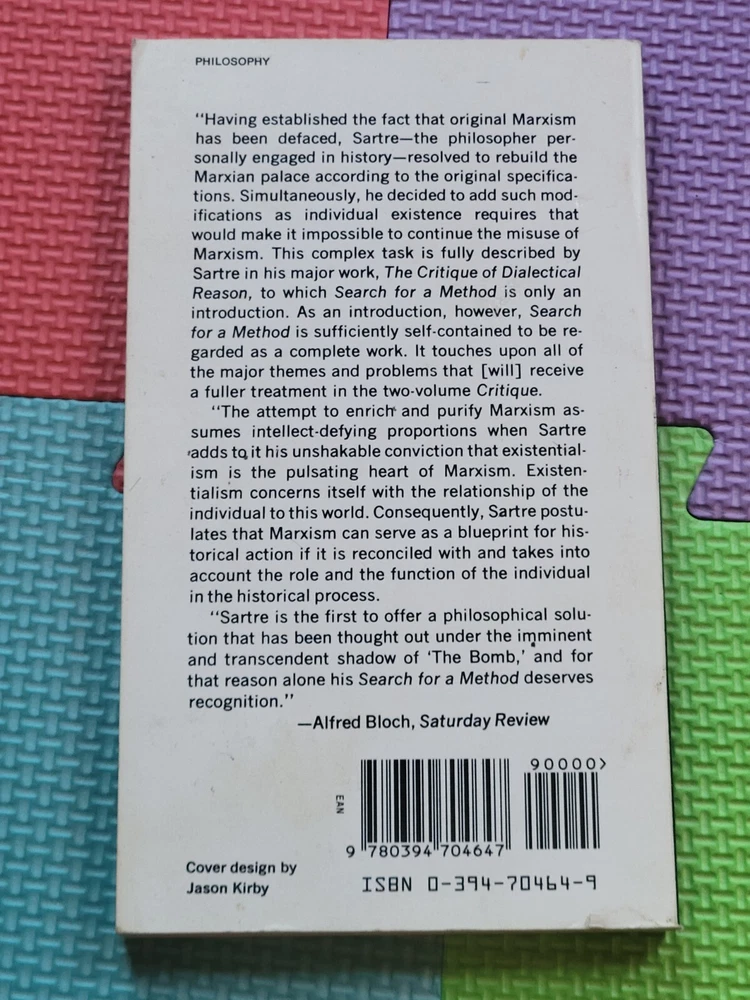 PHILOSOPHY
“Having established the fact that original Marxism
has been defaced, Sartre—the philosopher per-
sonally engaged in history—resolved to rebuild the
Marxian palace according to the original specifica-
tions. Simultaneously, he decided to add such mod-
ifications as individual existence requires that
would make it impossible to continue the misuse of
Marxism. This complex task is fully described by
Sartre in his major work, The Critique of Dialectical
Reason, to which Search for a Method is only an
introduction. As an introduction, however, Search
for a Method is sufficiently self-contained to be re-
garded as a complete work. It touches upon all of
the major themes and problems that [will] receive
a fuller treatment in the two-volume Critique.
“The attempt to enrich and purify Marxism as-
sumes intellect-defying proportions when Sartre
adds to it his unshakable conviction that existential-
ism is the pulsating heart of Marxism. Existen-
tialism concerns itself with the relationship of the
individual to this world. Consequently, Sartre postu-
lates that Marxism can serve as a blueprint for his-
torical action if it is reconciled with and takes into
account the role and the function of the individual
in the historical process.
“Sartre is the first to offer a philosophical solu-
tion that has been thought out under the imminent
and transcendent shadow of ‘The Bomb,’ and for
that reason alone his Search for a Method deserves
recognition.”
—Alfred Bloch, Saturday Review
90000>
EAN
9 780394 704647
Cover design by
Jason Kirby
ISBN 0-394-70464-9